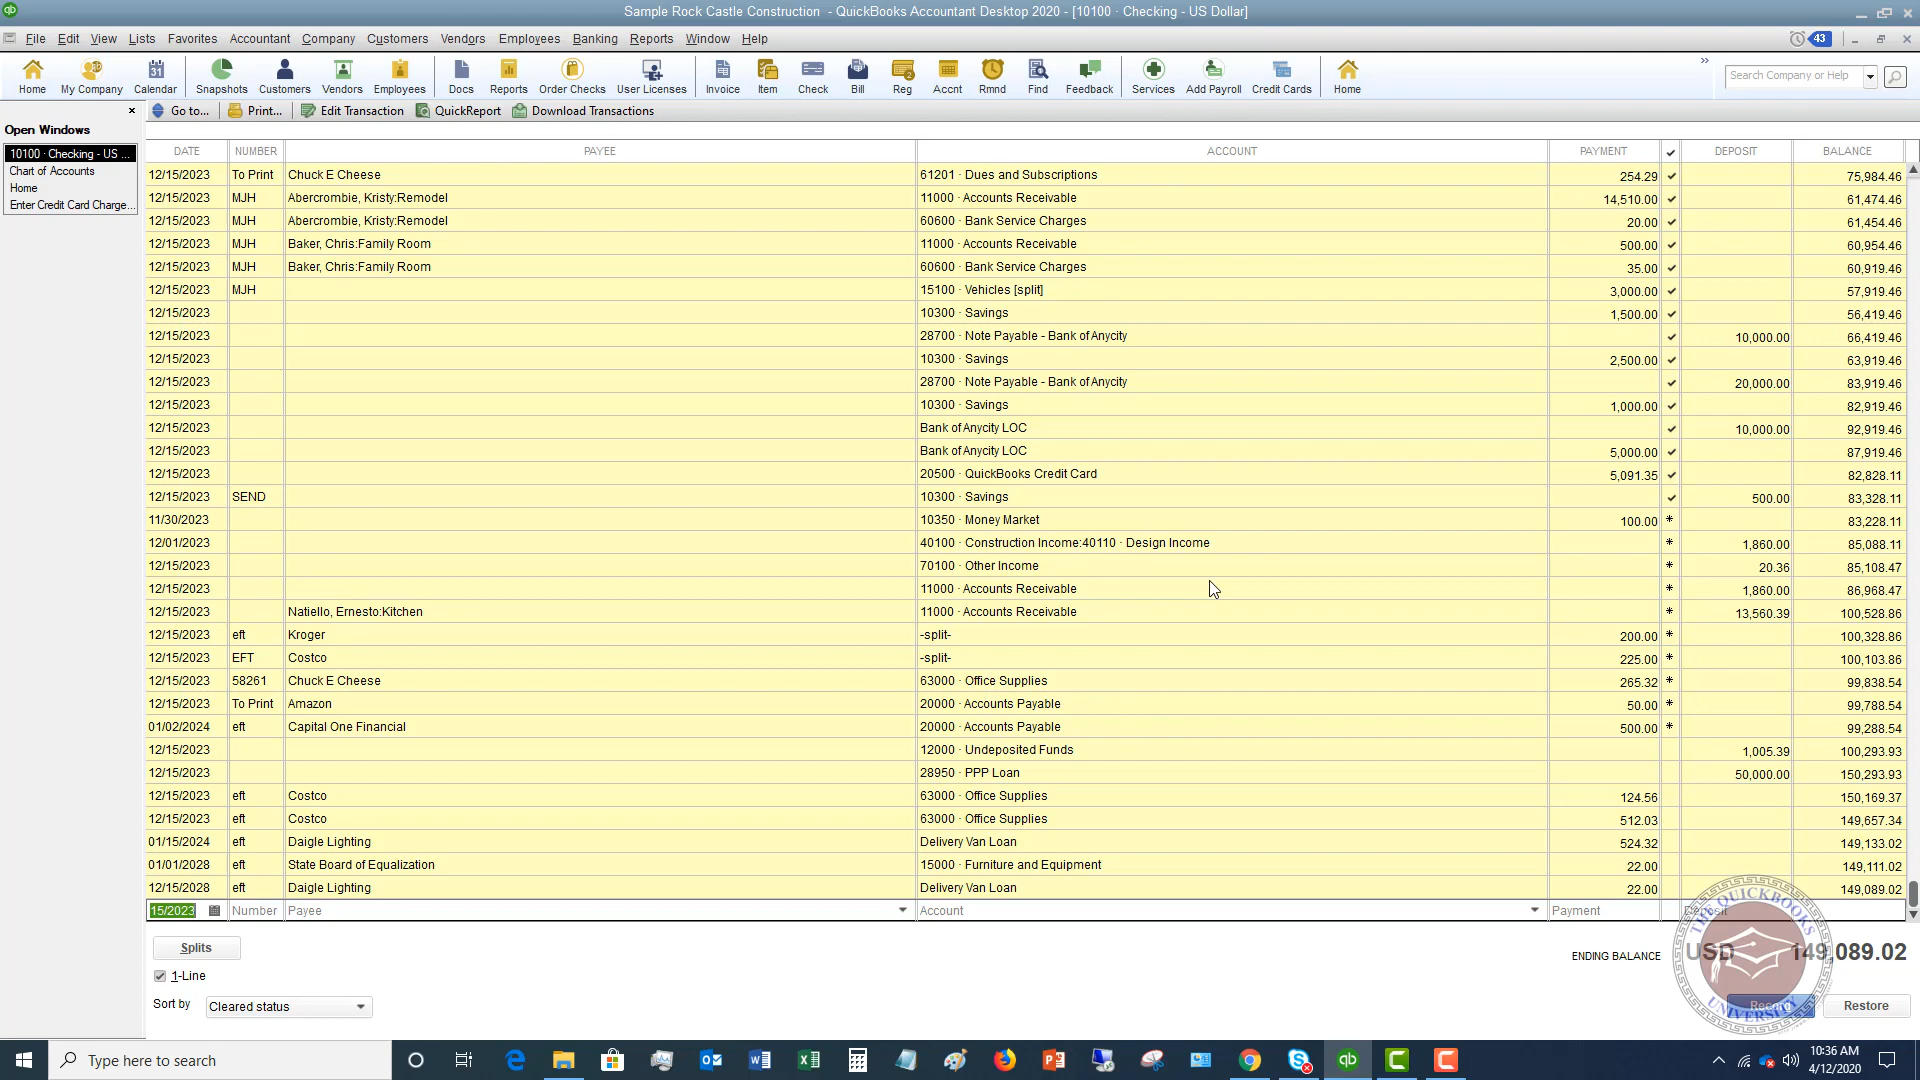 Sample Rock Castle Construction - QuickBooks Accountant Desktop 2020 - [10100 · Checking - US Dollar]
File Edit View Lists Favorites Accountant Company Customers Vendors Employees Banking Reports Window Help 43
Home My Company Calendar Snapshots Customers Vendors Employees Docs Reports Order Checks User Licenses Invoice Item Check Bill Reg Accnt Rmnd Find Feedback Services Add Payroll Credit Cards Home Search Company or Help
Go to... Print... Edit Transaction QuickReport Download Transactions
Open Windows
10100 · Checking - US ...
Chart of Accounts
Home
Enter Credit Card Charge...
DATE NUMBER PAYEE ACCOUNT PAYMENT ✓ DEPOSIT BALANCE
12/15/2023 To Print Chuck E Cheese 61201 · Dues and Subscriptions 254.29 ✓ 75,984.46
12/15/2023 MJH Abercrombie, Kristy:Remodel 11000 · Accounts Receivable 14,510.00 ✓ 61,474.46
12/15/2023 MJH Abercrombie, Kristy:Remodel 60600 · Bank Service Charges 20.00 ✓ 61,454.46
12/15/2023 MJH Baker, Chris:Family Room 11000 · Accounts Receivable 500.00 ✓ 60,954.46
12/15/2023 MJH Baker, Chris:Family Room 60600 · Bank Service Charges 35.00 ✓ 60,919.46
12/15/2023 MJH 15100 · Vehicles [split] 3,000.00 ✓ 57,919.46
12/15/2023 10300 · Savings 1,500.00 ✓ 56,419.46
12/15/2023 28700 · Note Payable - Bank of Anycity ✓ 10,000.00 66,419.46
12/15/2023 10300 · Savings 2,500.00 ✓ 63,919.46
12/15/2023 28700 · Note Payable - Bank of Anycity ✓ 20,000.00 83,919.46
12/15/2023 10300 · Savings 1,000.00 ✓ 82,919.46
12/15/2023 Bank of Anycity LOC ✓ 10,000.00 92,919.46
12/15/2023 Bank of Anycity LOC 5,000.00 ✓ 87,919.46
12/15/2023 20500 · QuickBooks Credit Card 5,091.35 ✓ 82,828.11
12/15/2023 SEND 10300 · Savings ✓ 500.00 83,328.11
11/30/2023 10350 · Money Market 100.00 * 83,228.11
12/01/2023 40100 · Construction Income:40110 · Design Income * 1,860.00 85,088.11
12/15/2023 70100 · Other Income * 20.36 85,108.47
12/15/2023 11000 · Accounts Receivable * 1,860.00 86,968.47
12/15/2023 Natiello, Ernesto:Kitchen 11000 · Accounts Receivable * 13,560.39 100,528.86
12/15/2023 eft Kroger -split- 200.00 * 100,328.86
12/15/2023 EFT Costco -split- 225.00 * 100,103.86
12/15/2023 58261 Chuck E Cheese 63000 · Office Supplies 265.32 * 99,838.54
12/15/2023 To Print Amazon 20000 · Accounts Payable 50.00 * 99,788.54
01/02/2024 eft Capital One Financial 20000 · Accounts Payable 500.00 * 99,288.54
12/15/2023 12000 · Undeposited Funds 1,005.39 100,293.93
12/15/2023 28950 · PPP Loan 50,000.00 150,293.93
12/15/2023 eft Costco 63000 · Office Supplies 124.56 150,169.37
12/15/2023 eft Costco 63000 · Office Supplies 512.03 149,657.34
01/15/2024 eft Daigle Lighting Delivery Van Loan 524.32 149,133.02
01/01/2028 eft State Board of Equalization 15000 · Furniture and Equipment 22.00 149,111.02
12/15/2028 eft Daigle Lighting Delivery Van Loan 22.00 149,089.02
15/2023 Number Payee Account Payment Deposit
Splits
1-Line
Sort by Cleared status
ENDING BALANCE USD 149,089.02
Record Restore
THE QUICKBOOKS UNIVERSITY
Type here to search
10:36 AM
4/12/2020